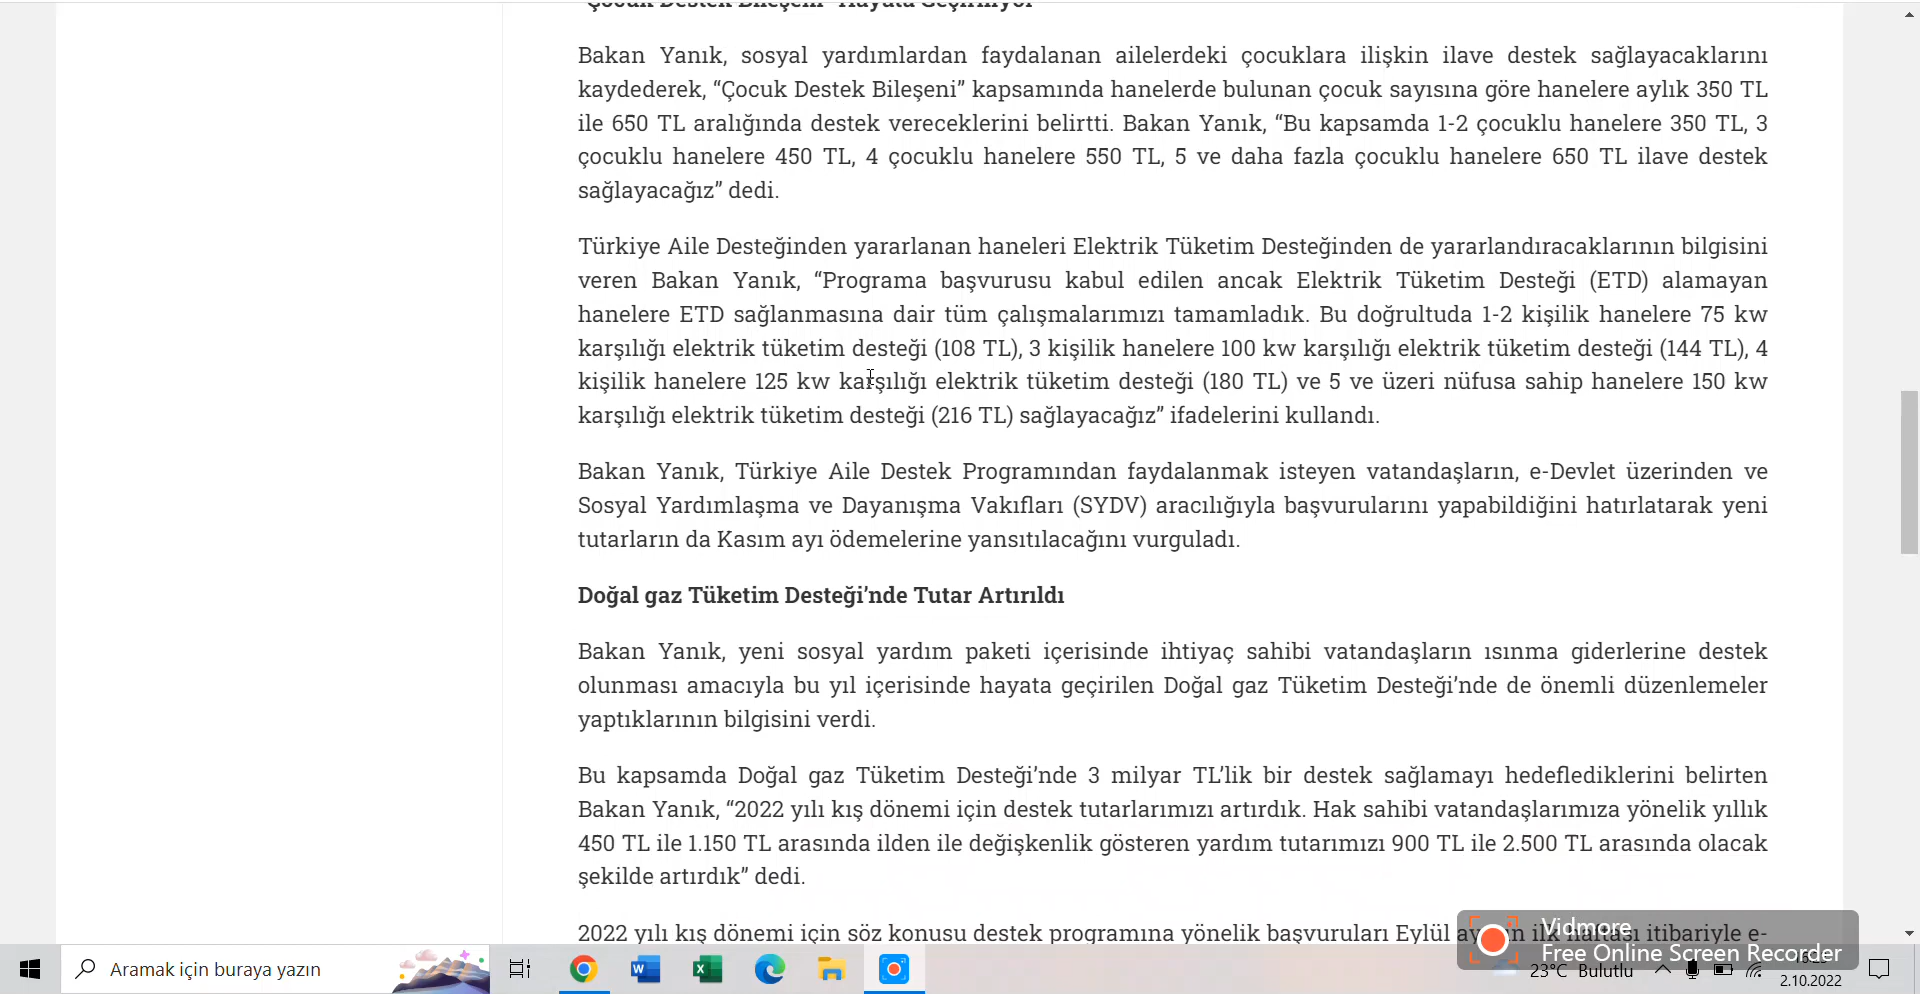 "Çocuk Destek Bileşeni" Hayata Geçiriliyor
Bakan Yanık, sosyal yardımlardan faydalanan ailelerdeki çocuklara ilişkin ilave destek sağlayacaklarını
kaydederek, “Çocuk Destek Bileşeni” kapsamında hanelerde bulunan çocuk sayısına göre hanelere aylık 350 TL
ile 650 TL aralığında destek vereceklerini belirtti. Bakan Yanık, “Bu kapsamda 1-2 çocuklu hanelere 350 TL, 3
çocuklu hanelere 450 TL, 4 çocuklu hanelere 550 TL, 5 ve daha fazla çocuklu hanelere 650 TL ilave destek
sağlayacağız” dedi.
Türkiye Aile Desteğinden yararlanan haneleri Elektrik Tüketim Desteğinden de yararlandıracaklarının bilgisini
veren Bakan Yanık, “Programa başvurusu kabul edilen ancak Elektrik Tüketim Desteği (ETD) alamayan
hanelere ETD sağlanmasına dair tüm çalışmalarımızı tamamladık. Bu doğrultuda 1-2 kişilik hanelere 75 kw
karşılığı elektrik tüketim desteği (108 TL), 3 kişilik hanelere 100 kw karşılığı elektrik tüketim desteği (144 TL), 4
kişilik hanelere 125 kw karşılığı elektrik tüketim desteği (180 TL) ve 5 ve üzeri nüfusa sahip hanelere 150 kw
karşılığı elektrik tüketim desteği (216 TL) sağlayacağız” ifadelerini kullandı.
Bakan Yanık, Türkiye Aile Destek Programından faydalanmak isteyen vatandaşların, e-Devlet üzerinden ve
Sosyal Yardımlaşma ve Dayanışma Vakıfları (SYDV) aracılığıyla başvurularını yapabildiğini hatırlatarak yeni
tutarların da Kasım ayı ödemelerine yansıtılacağını vurguladı.
Doğal gaz Tüketim Desteği’nde Tutar Artırıldı
Bakan Yanık, yeni sosyal yardım paketi içerisinde ihtiyaç sahibi vatandaşların ısınma giderlerine destek
olunması amacıyla bu yıl içerisinde hayata geçirilen Doğal gaz Tüketim Desteği’nde de önemli düzenlemeler
yaptıklarının bilgisini verdi.
Bu kapsamda Doğal gaz Tüketim Desteği’nde 3 milyar TL’lik bir destek sağlamayı hedeflediklerini belirten
Bakan Yanık, “2022 yılı kış dönemi için destek tutarlarımızı artırdık. Hak sahibi vatandaşlarımıza yönelik yıllık
450 TL ile 1.150 TL arasında ilden ile değişkenlik gösteren yardım tutarımızı 900 TL ile 2.500 TL arasında olacak
şekilde artırdık” dedi.
2022 yılı kış dönemi için söz konusu destek programına yönelik başvuruları Eylül ayının ilk haftası itibariyle e-
Vidmore
Free Online Screen Recorder
Aramak için buraya yazın
23°C Bulutlu
2.10.2022